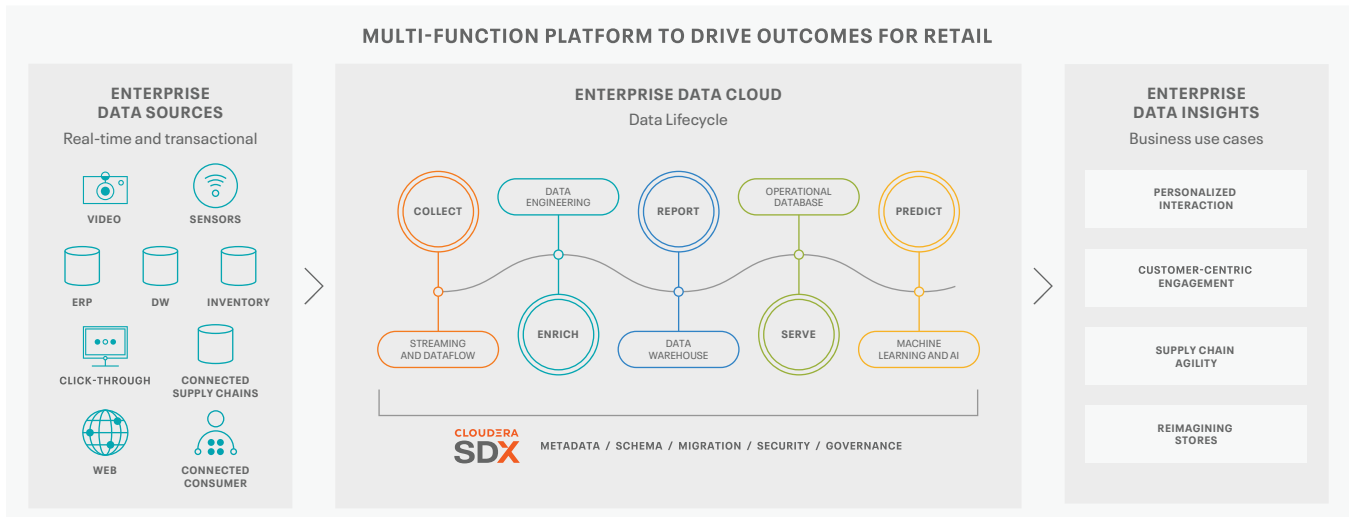 MULTI-FUNCTION PLATFORM TO DRIVE OUTCOMES FOR RETAIL
ENTERPRISE
DATA SOURCES
Real-time and transactional
VIDEO
SENSORS
ERP
DW
INVENTORY
CLICK-THROUGH
CONNECTED
SUPPLY CHAINS
WEB
CONNECTED
CONSUMER
ENTERPRISE DATA CLOUD
Data Lifecycle
COLLECT
DATA
ENGINEERING
REPORT
OPERATIONAL
DATABASE
PREDICT
STREAMING
AND DATAFLOW
ENRICH
DATA
WAREHOUSE
SERVE
MACHINE
LEARNING AND AI
CLOUDERA
SDX
METADATA / SCHEMA / MIGRATION / SECURITY / GOVERNANCE
ENTERPRISE
DATA INSIGHTS
Business use cases
PERSONALIZED
INTERACTION
CUSTOMER-CENTRIC
ENGAGEMENT
SUPPLY CHAIN
AGILITY
REIMAGINING
STORES